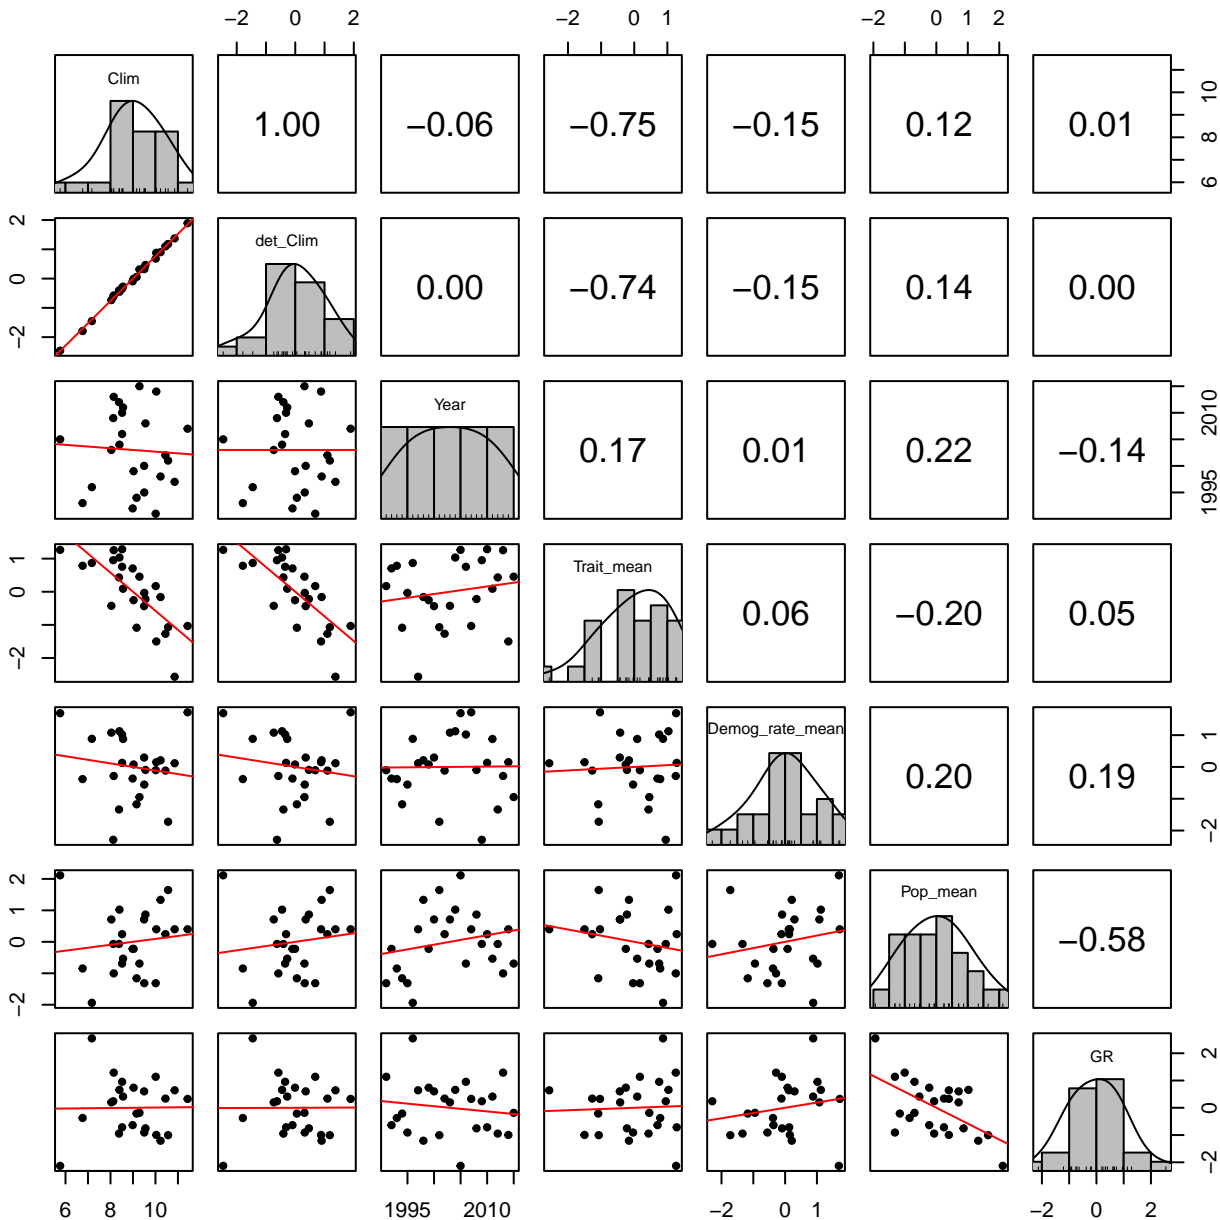 −2 0 2 −2 0 1 −2 0 1 2
Clim 1.00 −0.06 −0.75 −0.15 0.12 0.01 6 8 10
−2 0 2 det_Clim 0.00 −0.74 −0.15 0.14 0.00
Year 0.17 0.01 0.22 −0.14 1995 2010
−2 0 1 Trait_mean 0.06 −0.20 0.05
Demog_rate_mean 0.20 0.19 −2 0 1
−2 0 1 2 Pop_mean −0.58
GR −2 0 2
6 8 10 1995 2010 −2 0 1 −2 0 2